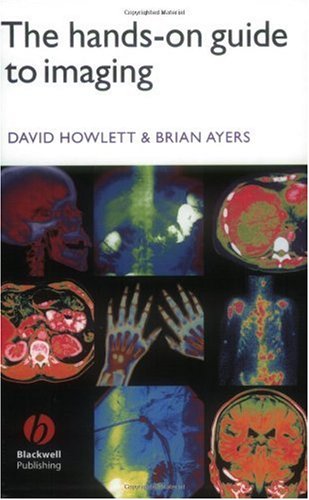 The hands-on guide
to imaging
DAVID HOWLETT & BRIAN AYERS
Blackwell
Publishing